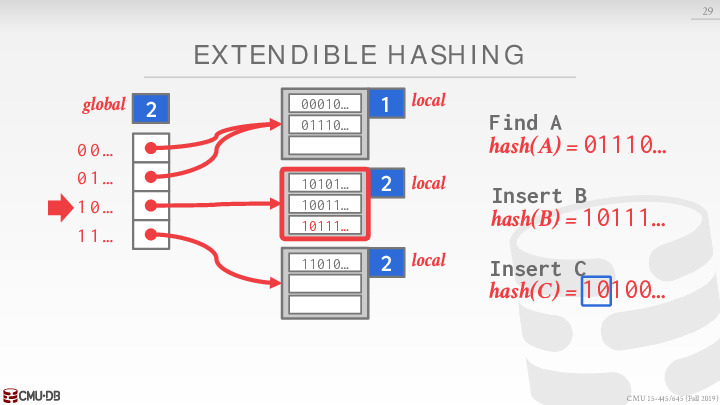 29
EXTENDIBLE HASHING
global 2
00…
01…
10…
11…
00010…
01110…
1 local
10101…
10011…
10111…
2 local
11010…
2 local
Find A
hash(A) = 01110…
Insert B
hash(B) = 10111…
Insert C
hash(C) = 10100…
CMU·DB
CMU 15-445/645 (Fall 2019)